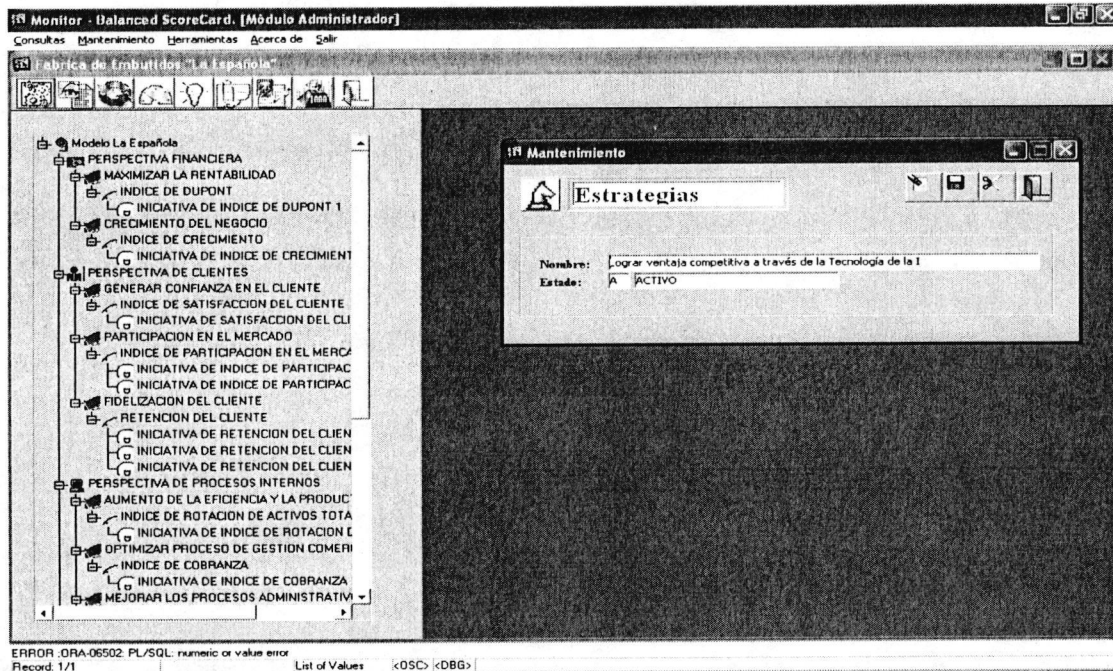 Monitor - Balanced ScoreCard. [Módulo Administrador]
Consultas Mantenimiento Herramientas Acerca de Salir
Fabrica de Embutidos "La Española"
Modelo La Española
PERSPECTIVA FINANCIERA
MAXIMIZAR LA RENTABILIDAD
INDICE DE DUPONT
INICIATIVA DE INDICE DE DUPONT 1
CRECIMIENTO DEL NEGOCIO
INDICE DE CRECIMIENTO
INICIATIVA DE INDICE DE CRECIMIENT
PERSPECTIVA DE CLIENTES
GENERAR CONFIANZA EN EL CLIENTE
INDICE DE SATISFACCION DEL CLIENTE
INICIATIVA DE SATISFACCION DEL CLI
PARTICIPACION EN EL MERCADO
INDICE DE PARTICIPACION EN EL MERCA
INICIATIVA DE INDICE DE PARTICIPAC
INICIATIVA DE INDICE DE PARTICIPAC
FIDELIZACION DEL CLIENTE
RETENCION DEL CLIENTE
INICIATIVA DE RETENCION DEL CLIEN
INICIATIVA DE RETENCION DEL CLIEN
INICIATIVA DE RETENCION DEL CLIEN
PERSPECTIVA DE PROCESOS INTERNOS
AUMENTO DE LA EFICIENCIA Y LA PRODUC
INDICE DE ROTACION DE ACTIVOS TOTA
INICIATIVA DE INDICE DE ROTACION D
OPTIMIZAR PROCESO DE GESTION COMERI
INDICE DE COBRANZA
INICIATIVA DE INDICE DE COBRANZA
MEJORAR LOS PROCESOS ADMINISTRATIV
Mantenimiento
Estrategias
Nombre: Lograr ventaja competitiva a través de la Tecnología de la I
Estado: A ACTIVO
ERROR :ORA-06502: PL/SQL: numeric or value error
Record: 1/1 List of Values <OSC> <DBG>